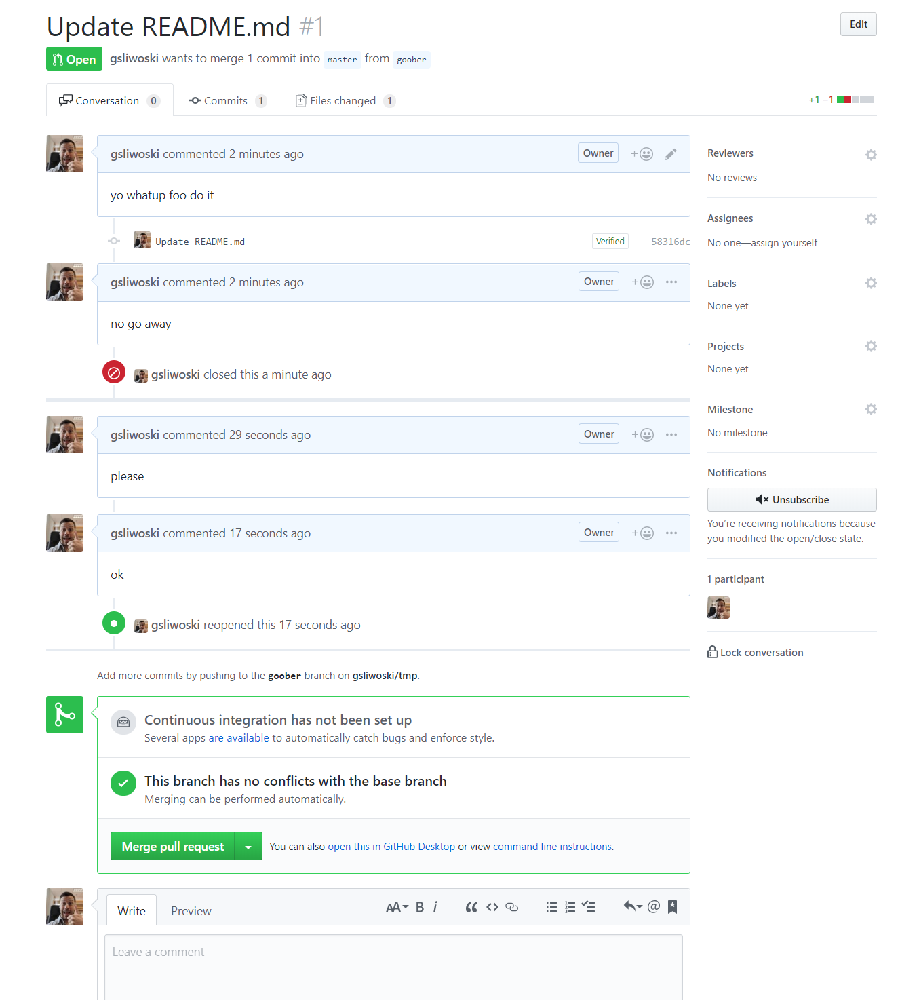 Update README.md #1
Edit
Open
gsliwoski wants to merge 1 commit into master from goober
Conversation 0
Commits 1
Files changed 1
+1 −1
gsliwoski commented 2 minutes ago
Owner
yo whatup foo do it
Update README.md
Verified
58316dc
gsliwoski commented 2 minutes ago
Owner
no go away
gsliwoski closed this a minute ago
gsliwoski commented 29 seconds ago
Owner
please
gsliwoski commented 17 seconds ago
Owner
ok
gsliwoski reopened this 17 seconds ago
Reviewers
No reviews
Assignees
No one—assign yourself
Labels
None yet
Projects
None yet
Milestone
No milestone
Notifications
Unsubscribe
You’re receiving notifications because
you modified the open/close state.
1 participant
Lock conversation
Add more commits by pushing to the goober branch on gsliwoski/tmp.
Continuous integration has not been set up
Several apps are available to automatically catch bugs and enforce style.
This branch has no conflicts with the base branch
Merging can be performed automatically.
Merge pull request
You can also open this in GitHub Desktop or view command line instructions.
Write
Preview
AA B i
Leave a comment